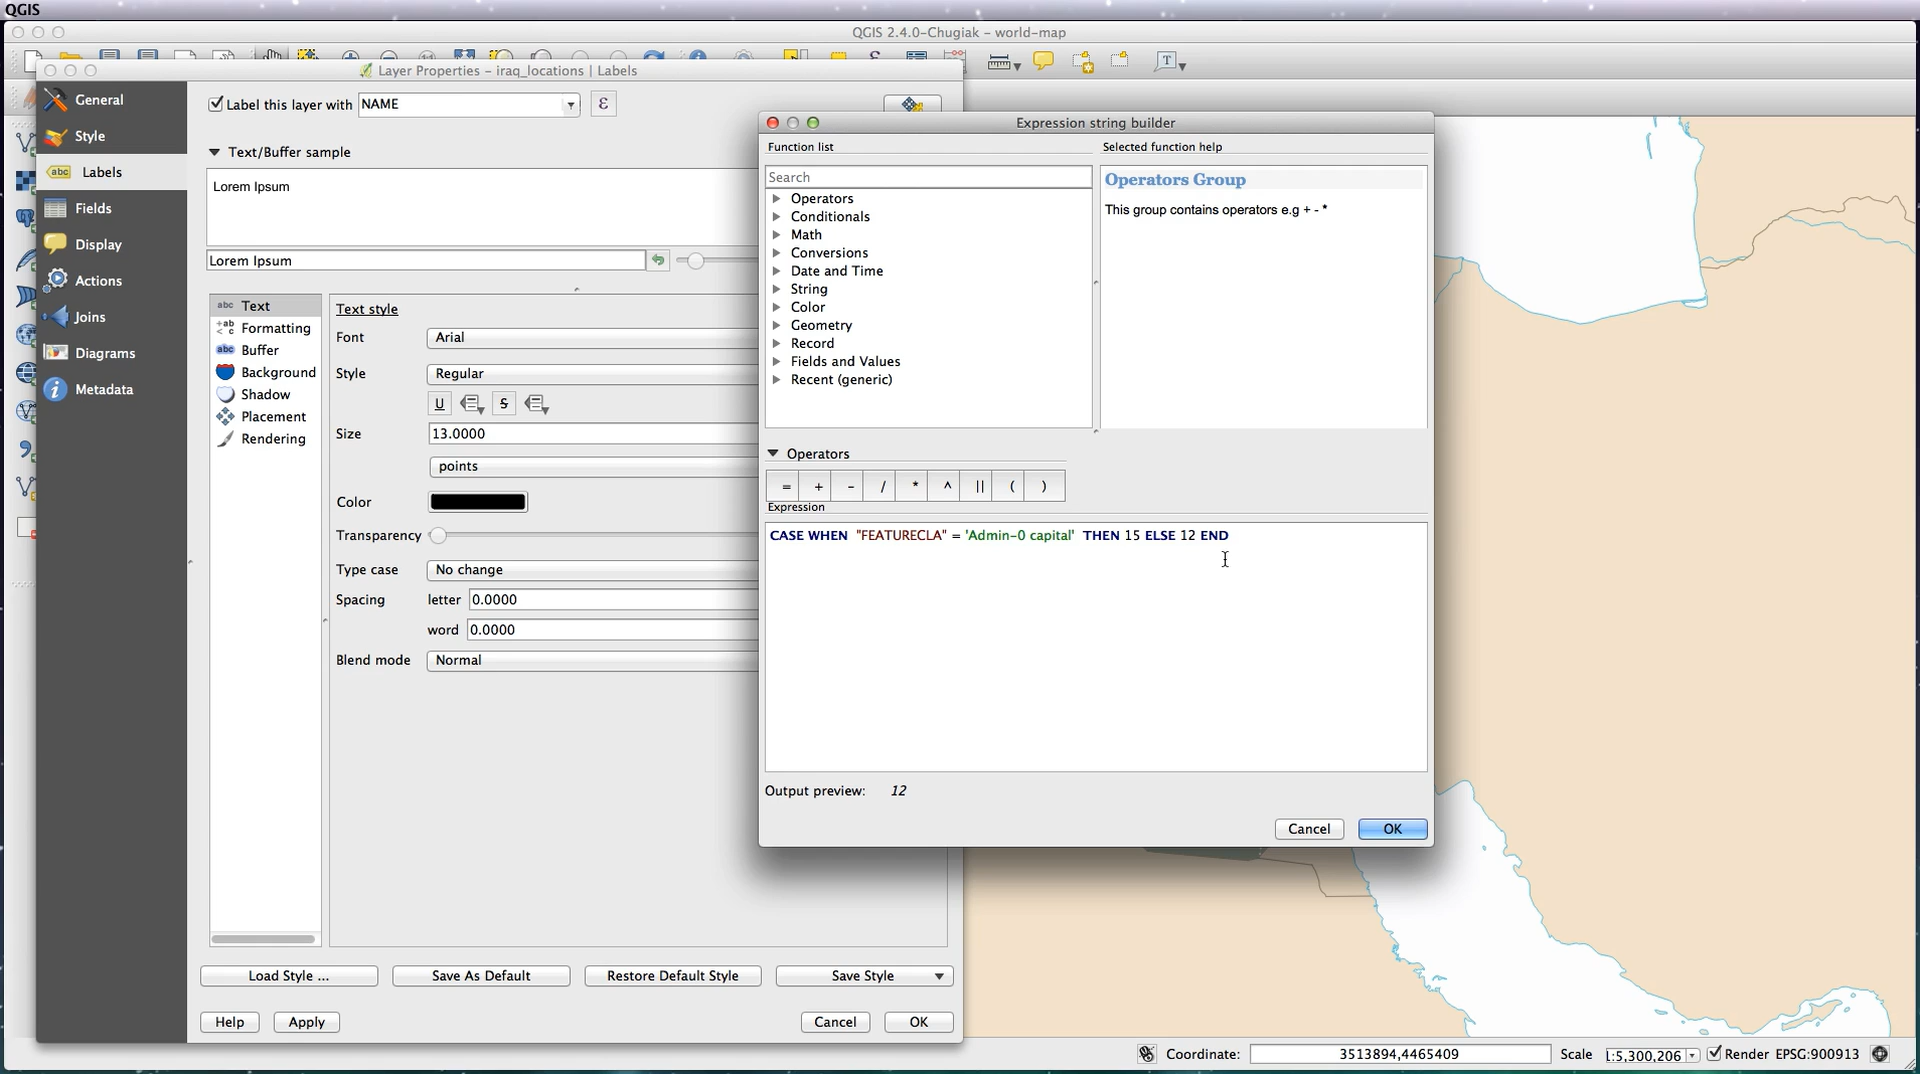 QGIS
QGIS 2.4.0-Chugiak - world-map
Layer Properties - iraq_locations | Labels
General
Style
Labels
Fields
Display
Actions
Joins
Diagrams
Metadata
Label this layer with NAME ε
Text/Buffer sample
Lorem Ipsum
Lorem Ipsum
Text
Formatting
Buffer
Background
Shadow
Placement
Rendering
Text style
Font Arial
Style Regular
U S
Size 13.0000
points
Color
Transparency
Type case No change
Spacing letter 0.0000
word 0.0000
Blend mode Normal
Load Style ... Save As Default Restore Default Style Save Style
Help Apply Cancel OK
Expression string builder
Function list
Selected function help
Search
Operators
Conditionals
Math
Conversions
Date and Time
String
Color
Geometry
Record
Fields and Values
Recent (generic)
Operators Group
This group contains operators e.g + - *
Operators
= + - / * ^ || ( )
Expression
CASE WHEN "FEATURECLA" = 'Admin-0 capital' THEN 15 ELSE 12 END
Output preview: 12
Cancel OK
Coordinate: 3513894,4465409 Scale 1:5,300,206 Render EPSG:900913